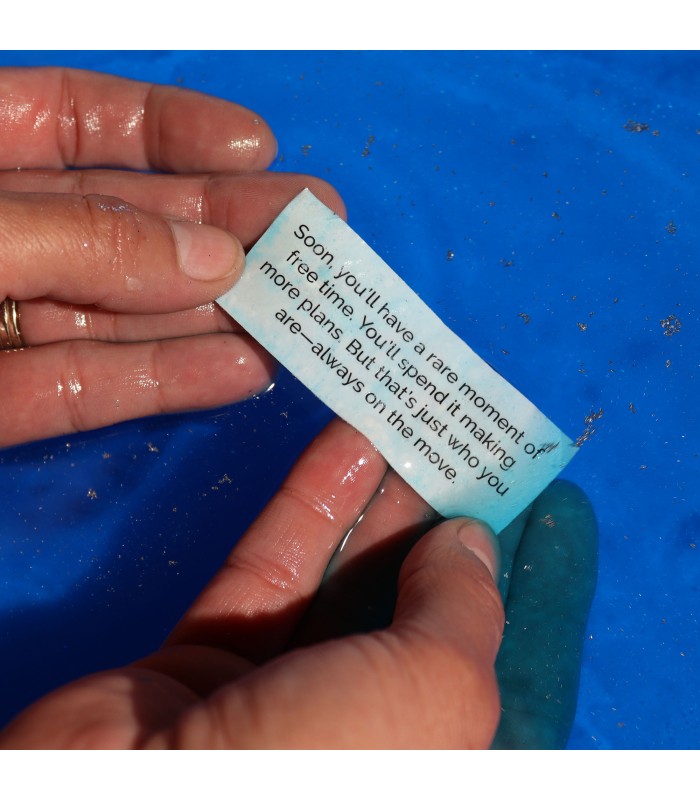 Soon, you'll have a rare moment of
free time. You'll spend it making
more plans. But that's just who you
are—always on the move.